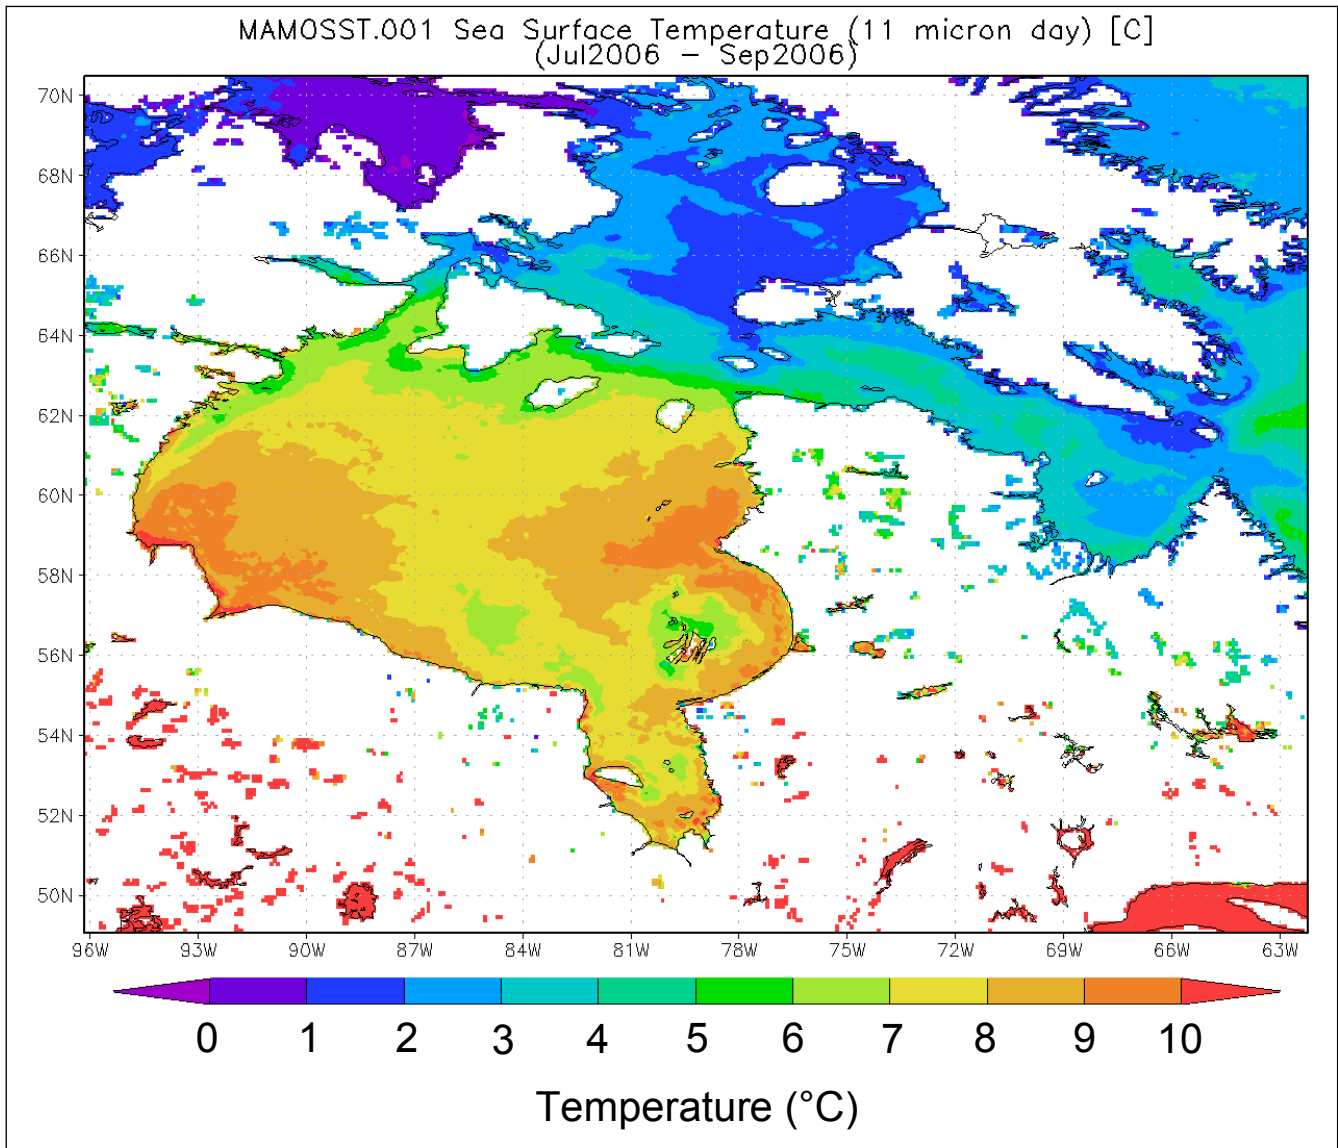 MAMOSST.001 Sea Surface Temperature (11 micron day) [C]
(Jul2006 – Sep2006)
70N
68N
66N
64N
62N
60N
58N
56N
54N
52N
50N
96W 93W 90W 87W 84W 81W 78W 75W 72W 69W 66W 63W
0 1 2 3 4 5 6 7 8 9 10
Temperature (°C)